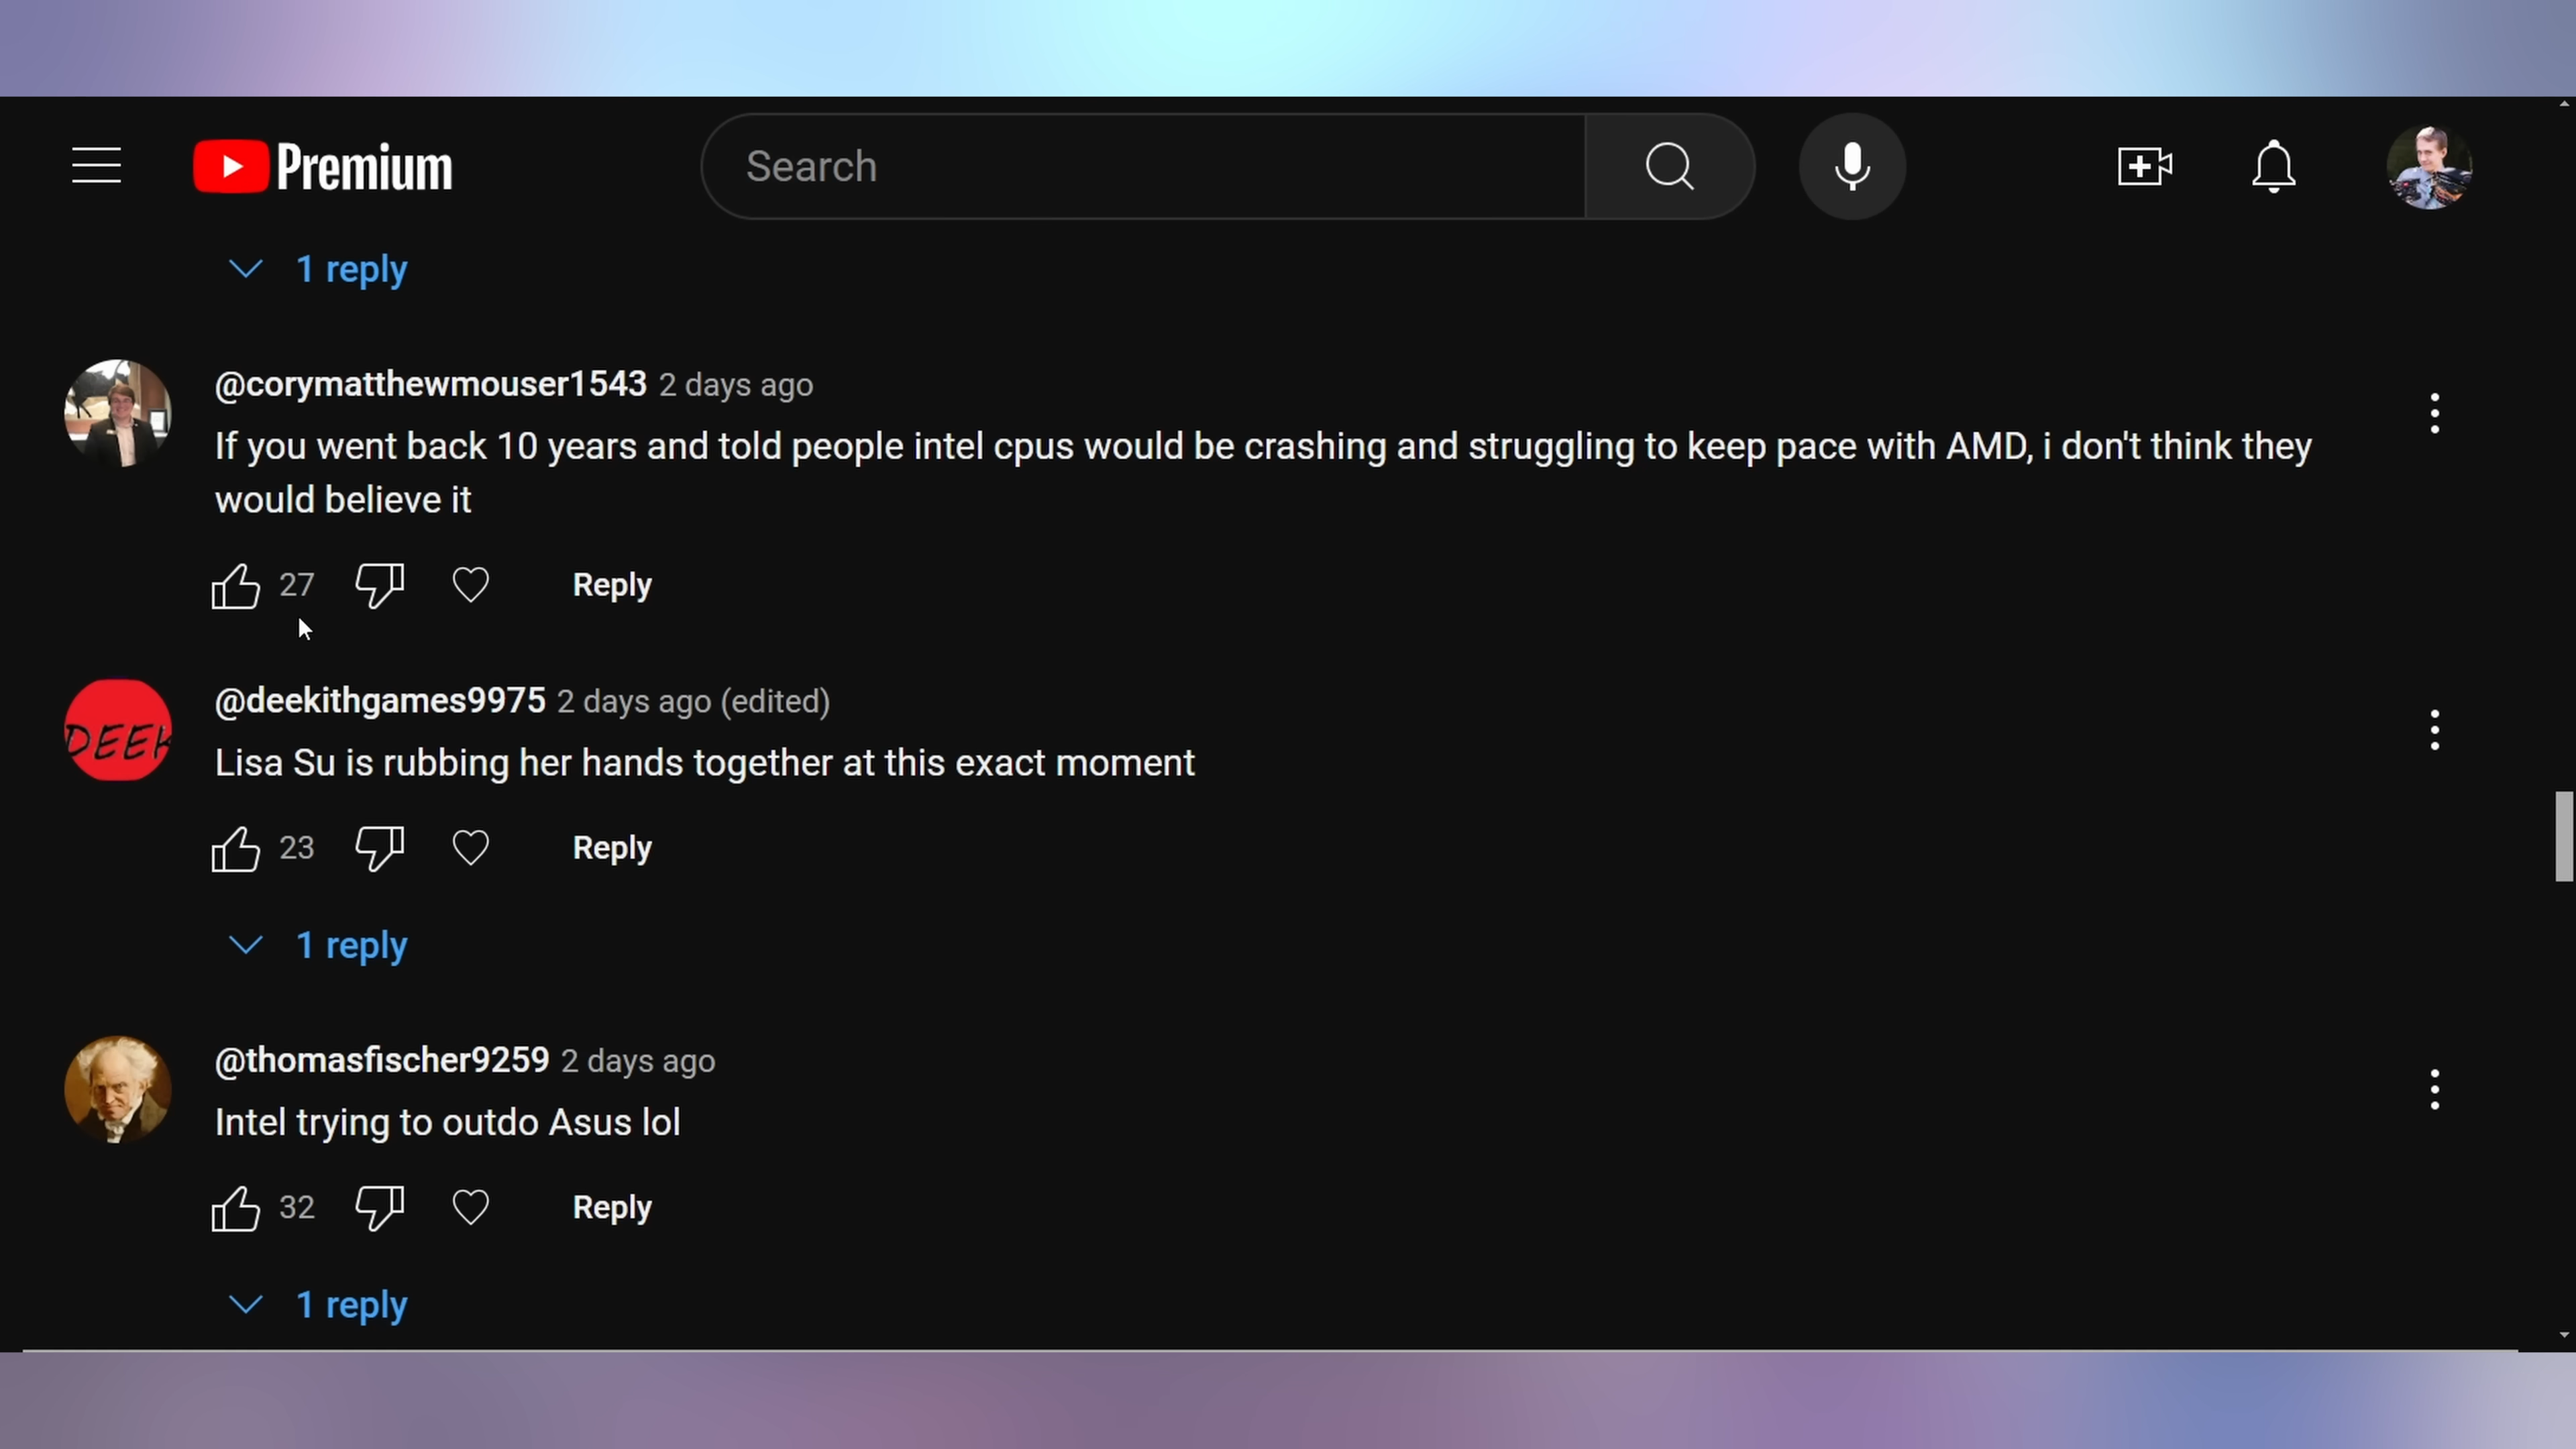 Premium
Search
1 reply
@corymatthewmouser1543 2 days ago
If you went back 10 years and told people intel cpus would be crashing and struggling to keep pace with AMD, i don't think they
would believe it
27
Reply
DEEK
@deekithgames9975 2 days ago (edited)
Lisa Su is rubbing her hands together at this exact moment
23
Reply
1 reply
@thomasfischer9259 2 days ago
Intel trying to outdo Asus lol
32
Reply
1 reply